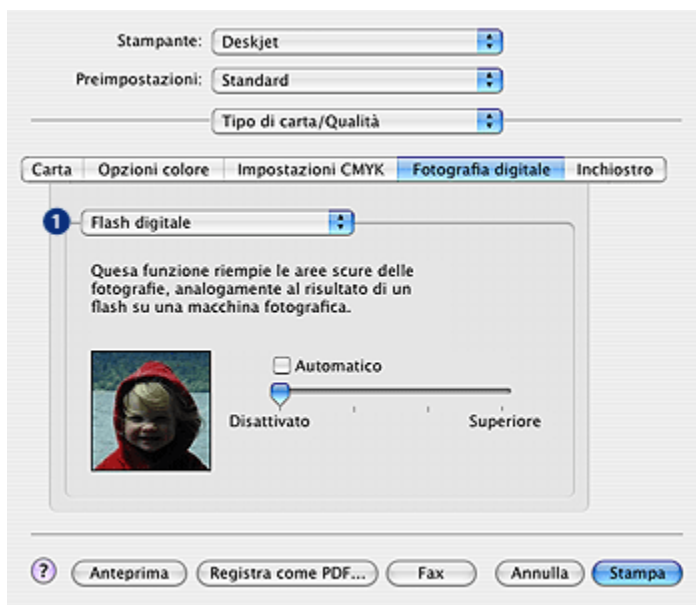 Stampante: Deskjet
Preimpostazioni: Standard
Tipo di carta/Qualità
Carta Opzioni colore Impostazioni CMYK Fotografia digitale Inchiostro
1 Flash digitale
Quesa funzione riempie le aree scure delle
fotografie, analogamente al risultato di un
flash su una macchina fotografica.
Automatico
Disattivato Superiore
? Anteprima Registra come PDF... Fax Annulla Stampa